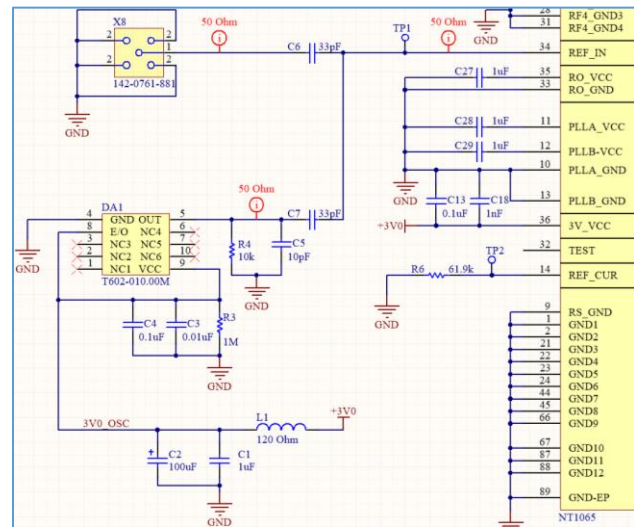 X8
2
2
1
2
2
142-0761-881
GND
50 Ohm
C6
33pF
TP1
50 Ohm
GND
28
RF4_GND3
31
RF4_GND4
34
REF_IN
C27
1uF
35
RO_VCC
33
RO_GND
C28
1uF
11
PLLA_VCC
C29
1uF
12
PLLB-VCC
10
PLLA_GND
GND
C13
0.1uF
C18
1nF
13
PLLB_GND
+3V0
36
3V_VCC
32
TEST
TP2
R6
61.9k
14
REF_CUR
GND
DA1
4
GND
OUT
5
8
E/O
NC4
6
3
NC3
NC5
7
2
NC2
NC6
10
1
NC1
VCC
9
T602-010.00M
GND
50 Ohm
C7
33pF
R4
10k
C5
10pF
GND
C4
0.1uF
C3
0.01uF
R3
1M
GND
3V0_OSC
L1
120 Ohm
+3V0
+
C2
100uF
C1
1uF
GND
9
RS_GND
1
GND1
2
GND2
21
GND3
22
GND4
23
GND5
24
GND6
44
GND7
45
GND8
66
GND9
67
GND10
87
GND11
88
GND12
89
GND-EP
NT1065
GND